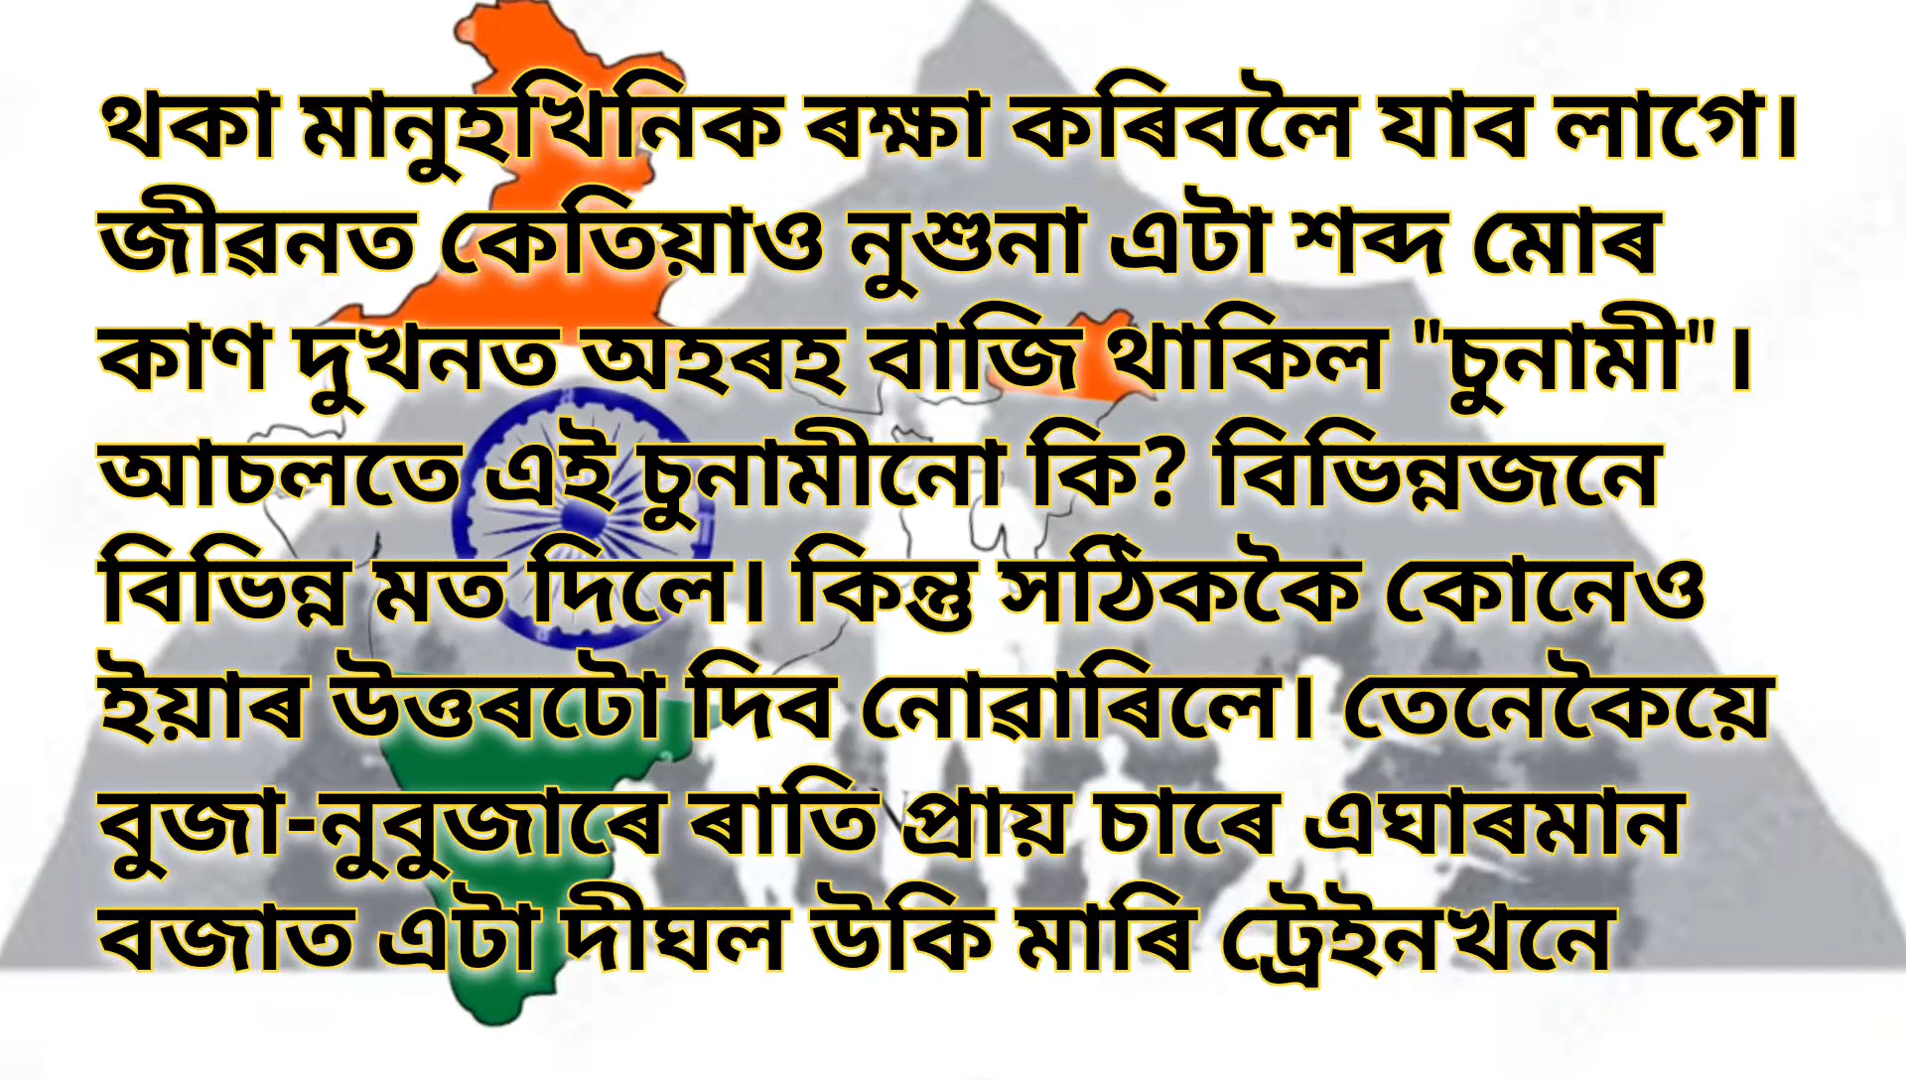 থকা মানুহখিনিক ৰক্ষা কৰিবলৈ যাব লাগে।
জীৱনত কেতিয়াও নুশুনা এটা শব্দ মোৰ
কাণ দুখনত অহৰহ বাজি থাকিল "চুনামী"।
আচলতে এই চুনামীনো কি? বিভিন্নজনে
বিভিন্ন মত দিলে। কিন্তু সঠিককৈ কোনেও
ইয়াৰ উত্তৰটো দিব নোৱাৰিলে। তেনেকৈয়ে
বুজা-নুবুজাৰে ৰাতি প্ৰায় চাৰে এঘাৰমান
বজাত এটা দীঘল উকি মাৰি ট্ৰেইনখনে